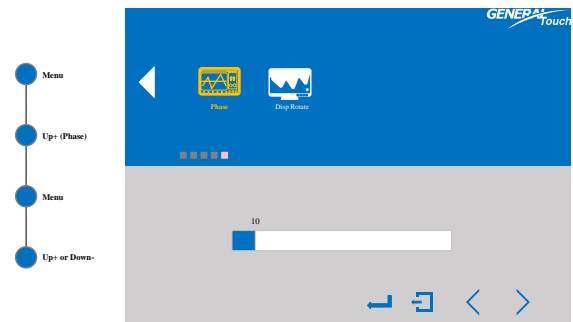 GENERAL
Touch
Menu
Up+ (Phase)
Menu
Up+ or Down-
Phase
Disp Rotate
10